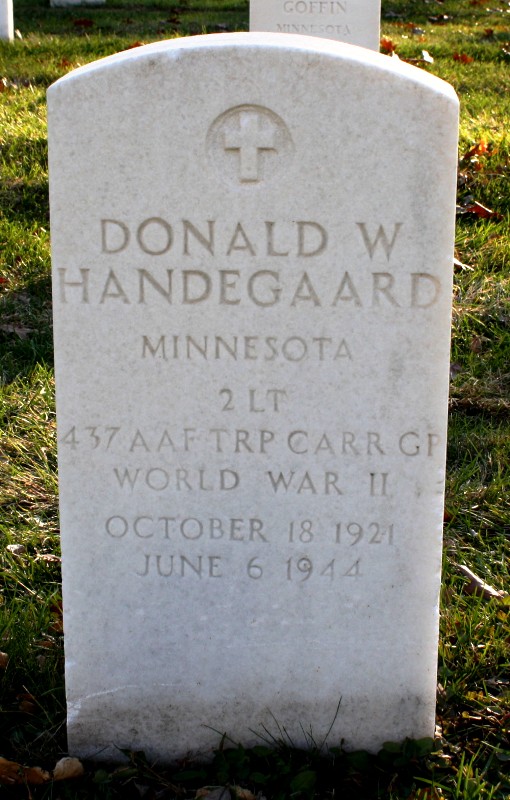 GOFFIN
MINNESOTA
DONALD W
HANDEGAARD
MINNESOTA
2 LT
437 AAF TRP CARR GP
WORLD WAR II
OCTOBER 18 1921
JUNE 6 1944